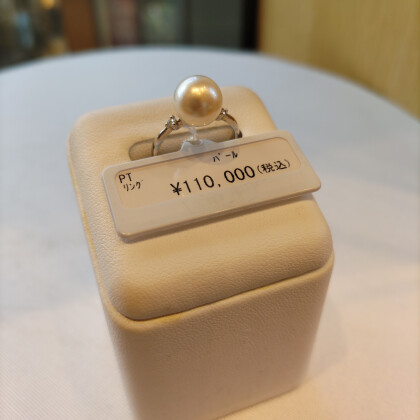 パール
PT
リング
¥110,000(税込)